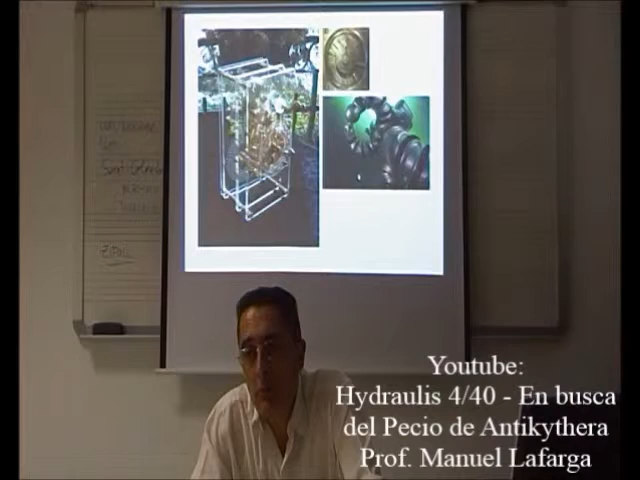 Youtube:
Hydraulis 4/40 - En busca
del Pecio de Antikythera
Prof. Manuel Lafarga